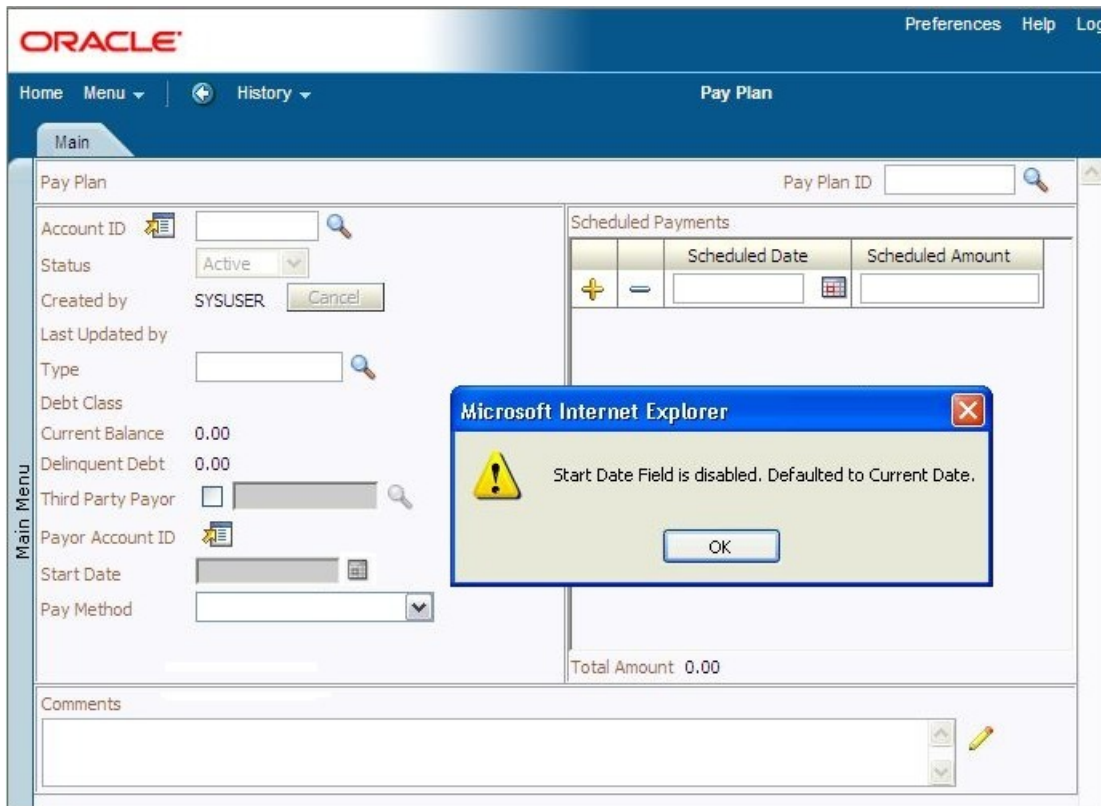 Preferences Help Log
ORACLE
Home Menu History Pay Plan
Main
Pay Plan Pay Plan ID
Account ID
Status Active
Created by SYSUSER Cancel
Last Updated by
Type
Debt Class
Current Balance 0.00
Delinquent Debt 0.00
Third Party Payor
Payor Account ID
Start Date
Pay Method
Scheduled Payments
Scheduled Date Scheduled Amount
Total Amount 0.00
Microsoft Internet Explorer
Start Date Field is disabled. Defaulted to Current Date.
OK
Comments
Main Menu